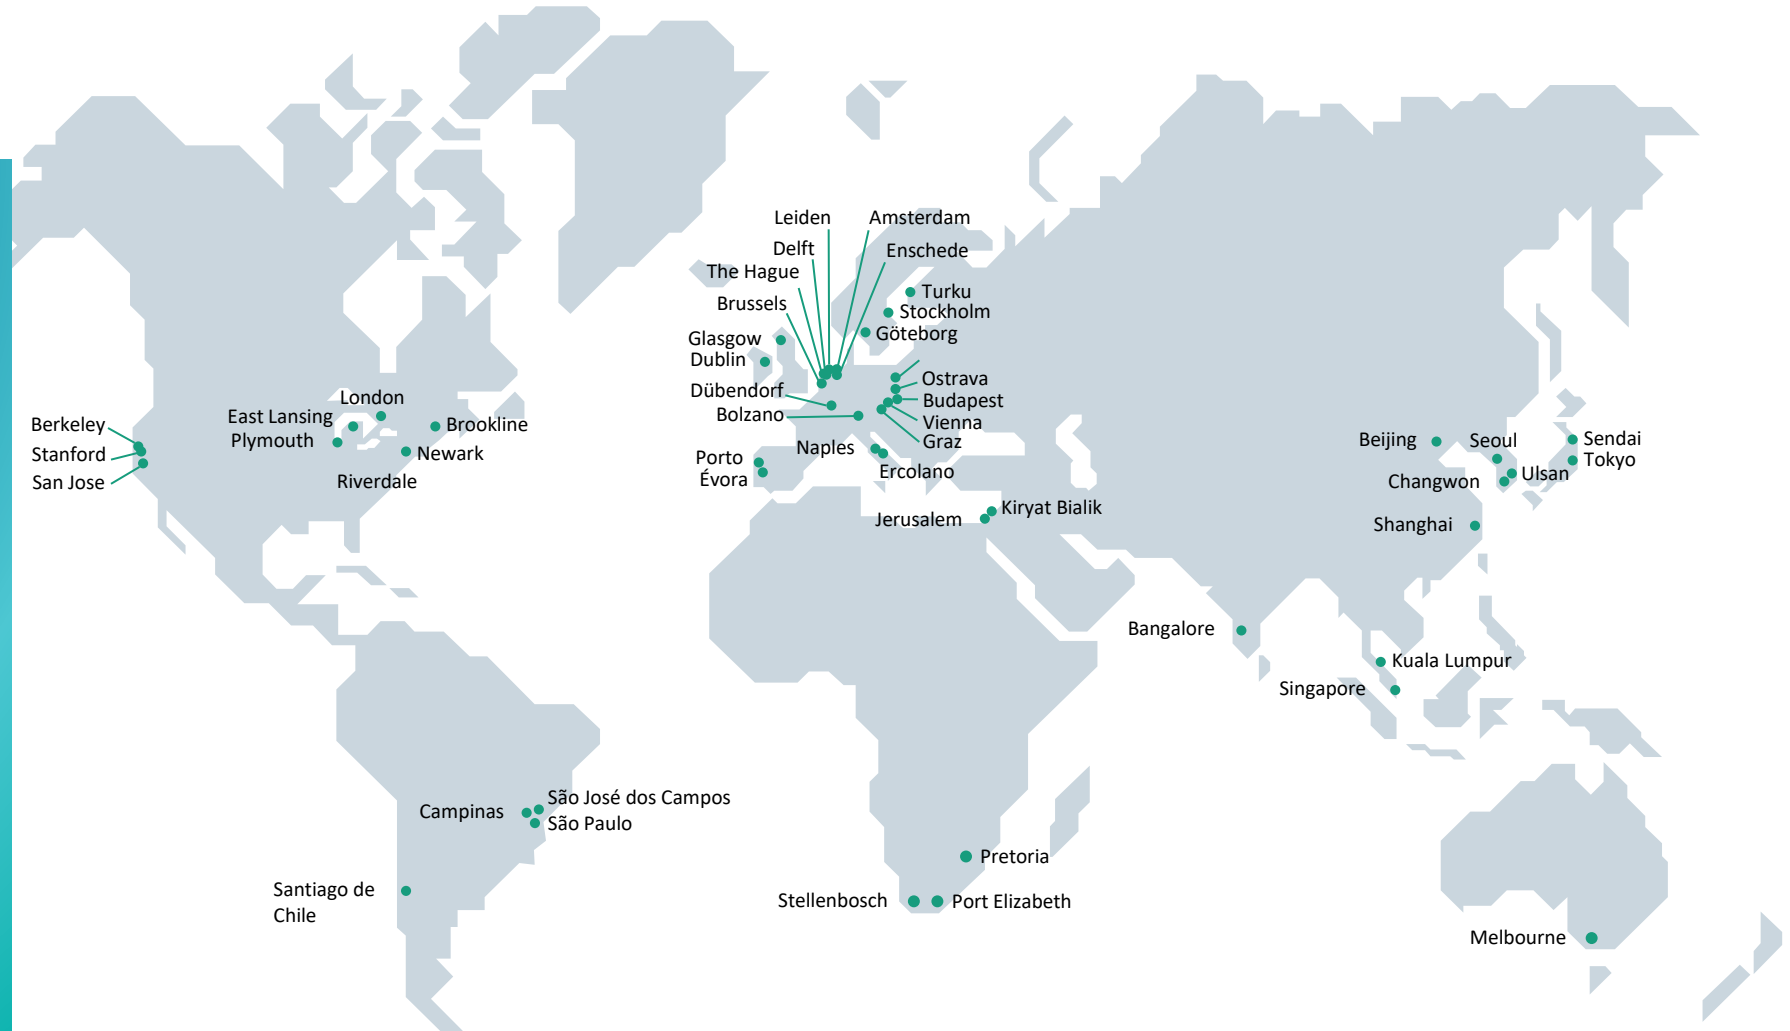 Leiden
Amsterdam
Delft
Enschede
The Hague
Brussels
Turku
Stockholm
Göteborg
Glasgow
Dublin
Dübendorf
Bolzano
Ostrava
Budapest
Vienna
Graz
Naples
Ercolano
Porto
Évora
Jerusalem
Kiryat Bialik
London
East Lansing
Plymouth
Brookline
Newark
Riverdale
Berkeley
Stanford
San Jose
Beijing
Seoul
Sendai
Tokyo
Changwon
Ulsan
Shanghai
Bangalore
Kuala Lumpur
Singapore
Campinas
São José dos Campos
São Paulo
Santiago de
Chile
Pretoria
Stellenbosch
Port Elizabeth
Melbourne